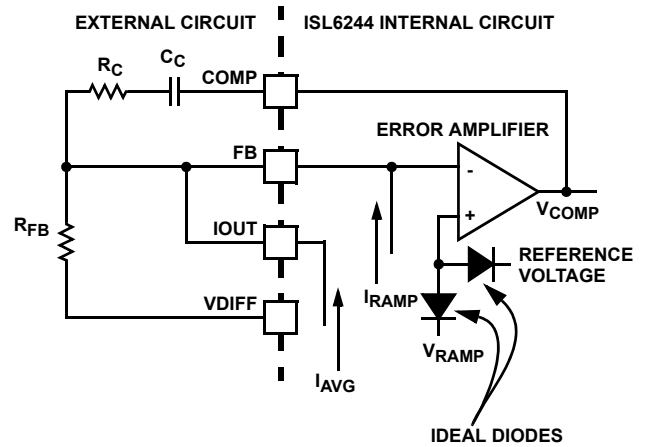 EXTERNAL CIRCUIT
ISL6244 INTERNAL CIRCUIT
RC
CC
COMP
ERROR AMPLIFIER
FB
-
RFB
+
VCOMP
IOUT
REFERENCE
VOLTAGE
IRAMP
VDIFF
VRAMP
IAVG
IDEAL DIODES